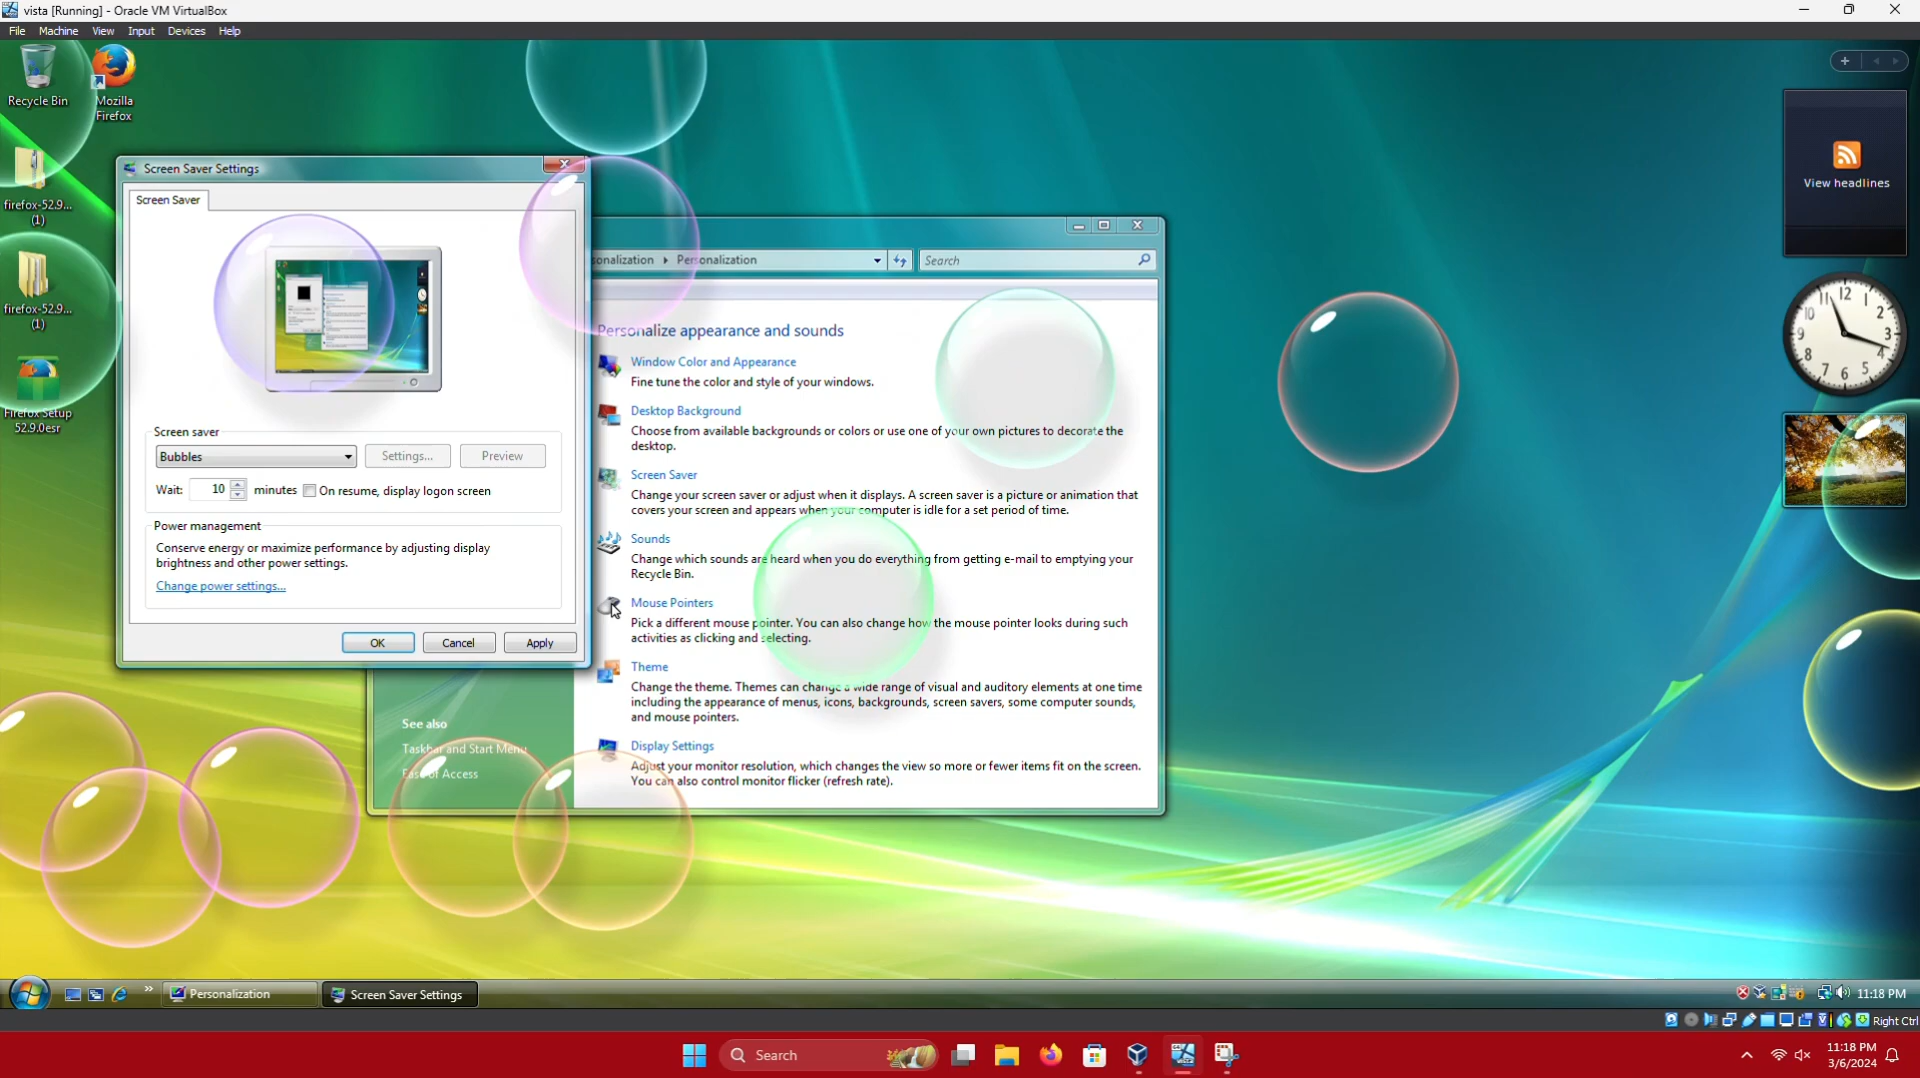 vista [Running] - Oracle VM VirtualBox
File Machine View Input Devices Help
Recycle Bin
Mozilla
Firefox
firefox-52.9...
(1)
firefox-52.9...
(1)
Firefox Setup
52.9.0esr
Screen Saver Settings
Screen Saver
Screen saver
Bubbles
Settings...
Preview
Wait: 10 minutes On resume, display logon screen
Power management
Conserve energy or maximize performance by adjusting display
brightness and other power settings.
Change power settings...
OK
Cancel
Apply
sonalization
Personalization
Search
Personalize appearance and sounds
Window Color and Appearance
Fine tune the color and style of your windows.
Desktop Background
Choose from available backgrounds or colors or use one of your own pictures to decorate the
desktop.
Screen Saver
Change your screen saver or adjust when it displays. A screen saver is a picture or animation that
covers your screen and appears when your computer is idle for a set period of time.
Sounds
Change which sounds are heard when you do everything from getting e-mail to emptying your
Recycle Bin.
Mouse Pointers
Pick a different mouse pointer. You can also change how the mouse pointer looks during such
activities as clicking and selecting.
Theme
Change the theme. Themes can change a wide range of visual and auditory elements at one time
including the appearance of menus, icons, backgrounds, screen savers, some computer sounds,
and mouse pointers.
Display Settings
Adjust your monitor resolution, which changes the view so more or fewer items fit on the screen.
You can also control monitor flicker (refresh rate).
See also
Taskbar and Start Menu
Ease of Access
View headlines
12
1
2
3
4
5
6
7
8
9
10
11
Personalization
Screen Saver Settings
11:18 PM
Right Ctrl
Search
11:18 PM
3/6/2024